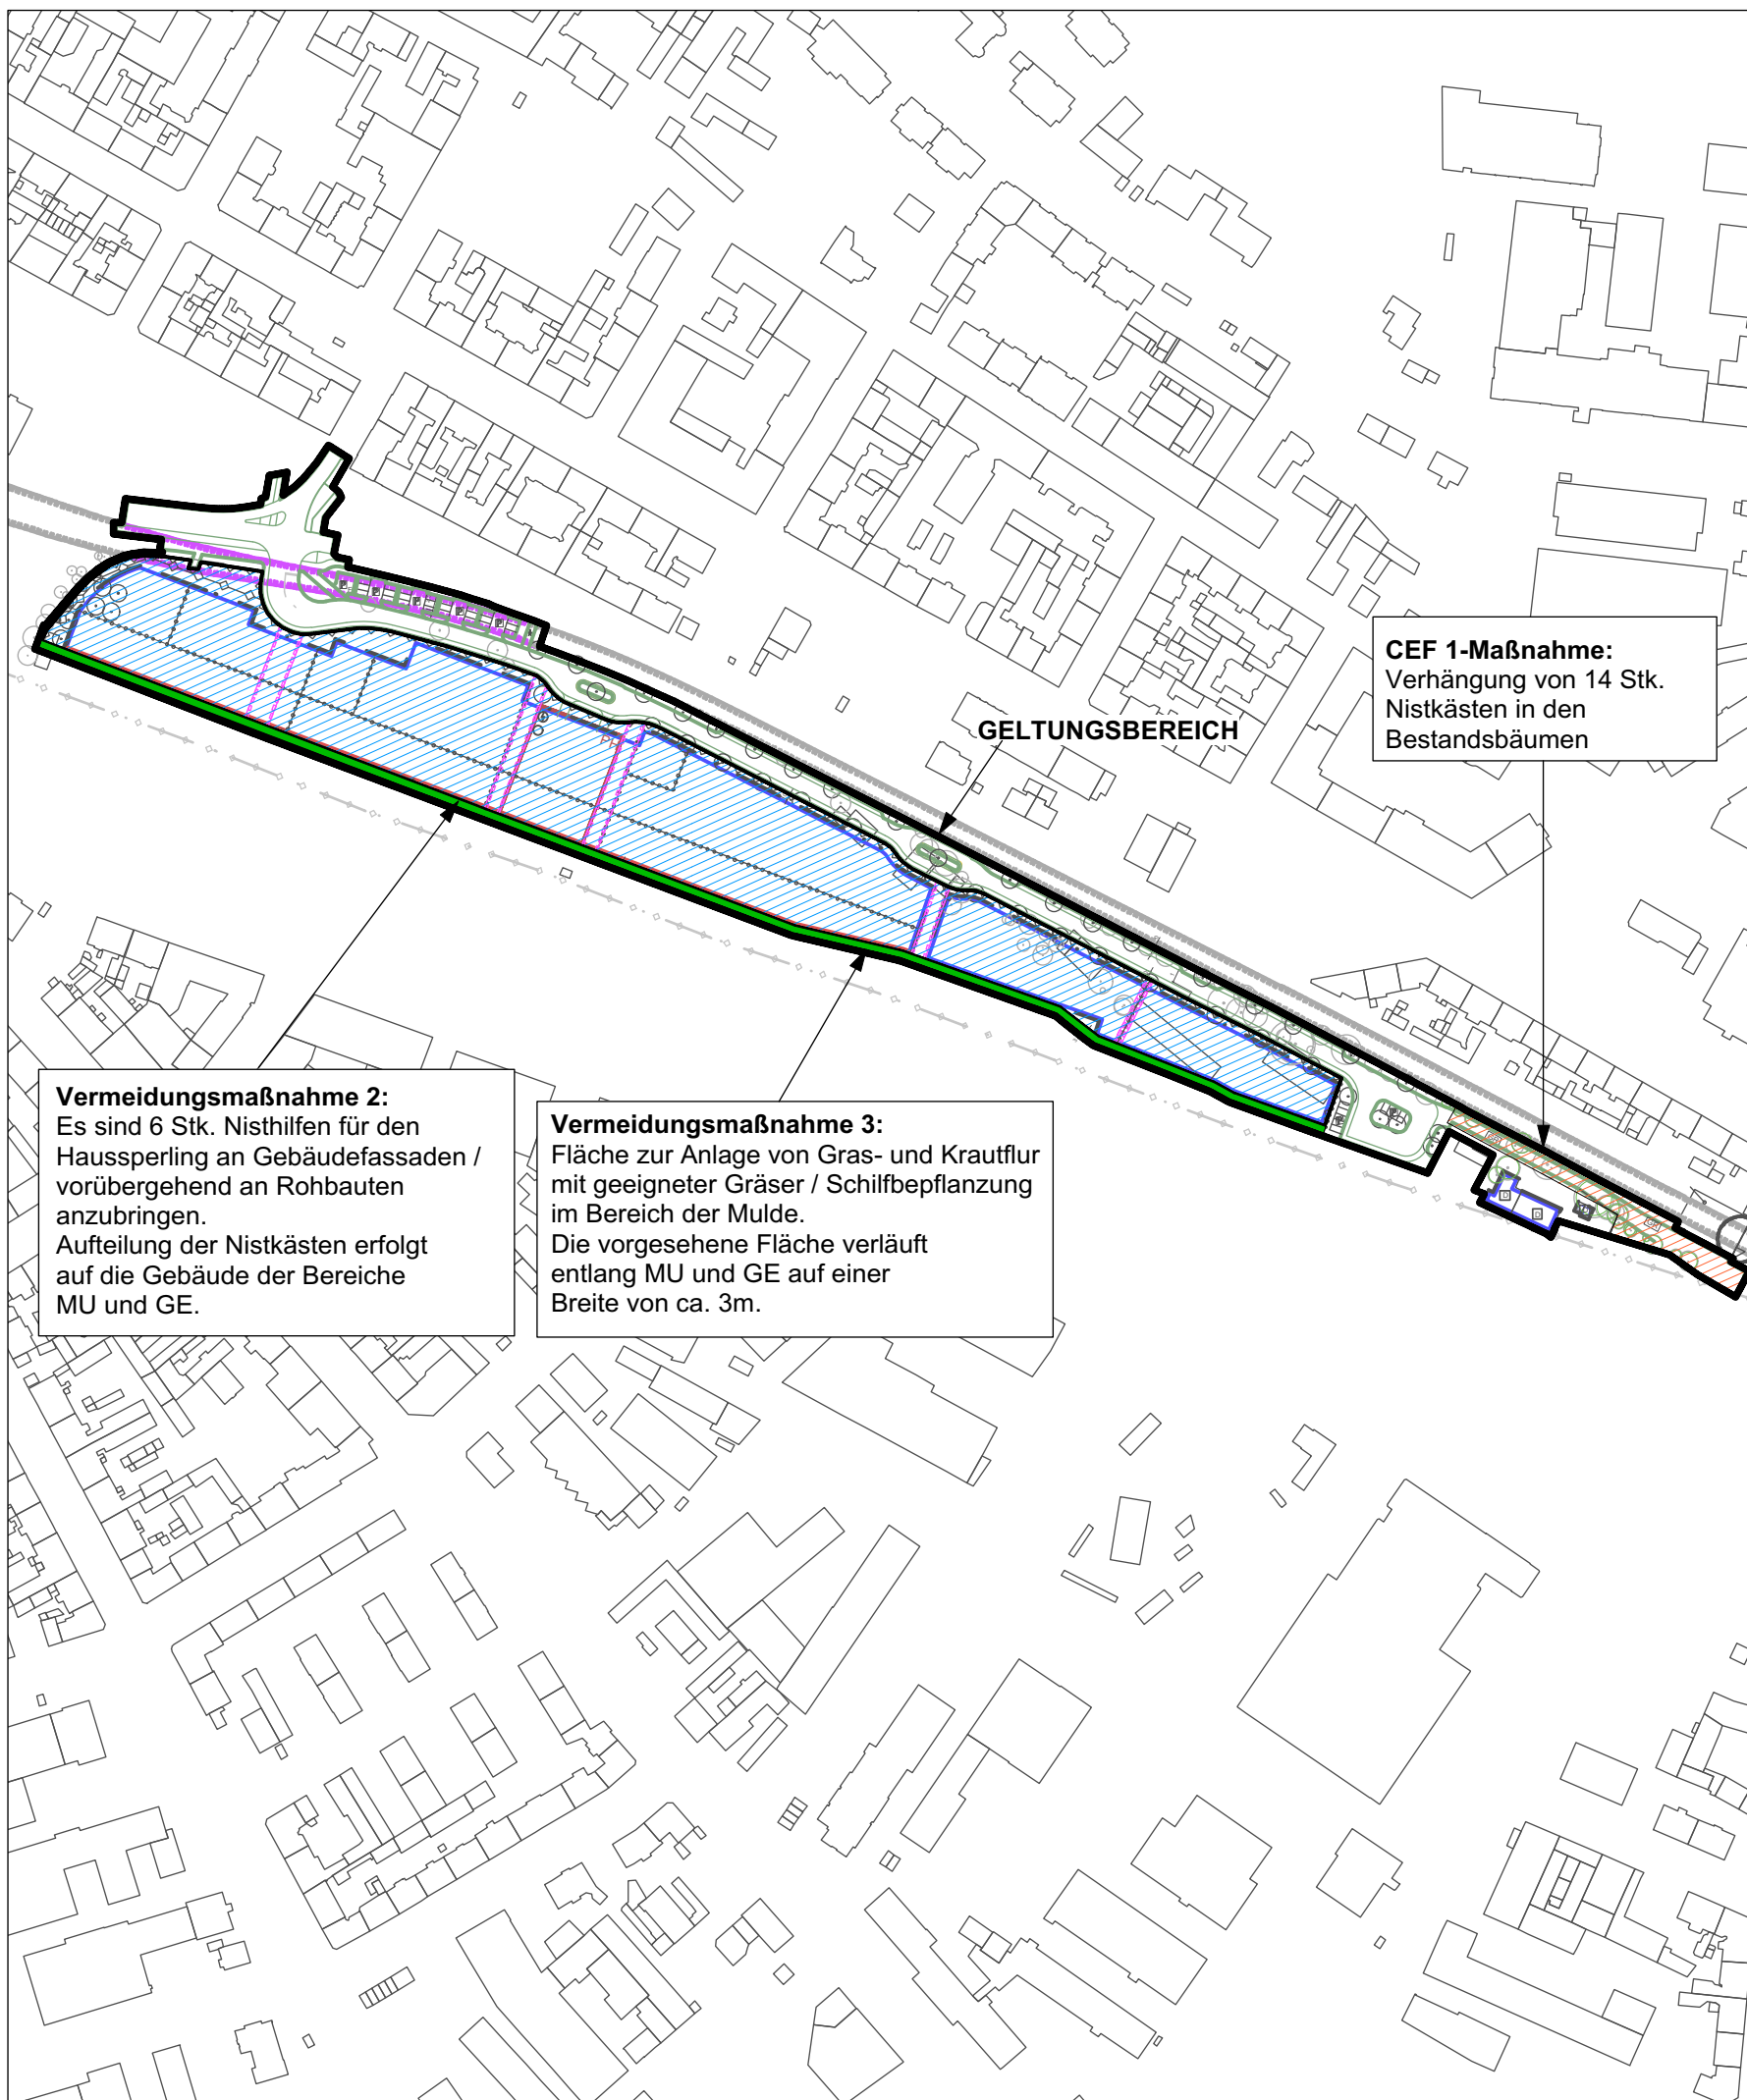 GELTUNGSBEREICH
CEF 1-Maßnahme:
Verhängung von 14 Stk.
Nistkästen in den
Bestandsbäumen
Vermeidungsmaßnahme 2:
Es sind 6 Stk. Nisthilfen für den
Haussperling an Gebäudefassaden /
vorübergehend an Rohbauten
anzubringen.
Aufteilung der Nistkästen erfolgt
auf die Gebäude der Bereiche
MU und GE.
Vermeidungsmaßnahme 3:
Fläche zur Anlage von Gras- und Krautflur
mit geeigneter Gräser / Schilfbepflanzung
im Bereich der Mulde.
Die vorgesehene Fläche verläuft
entlang MU und GE auf einer
Breite von ca. 3m.